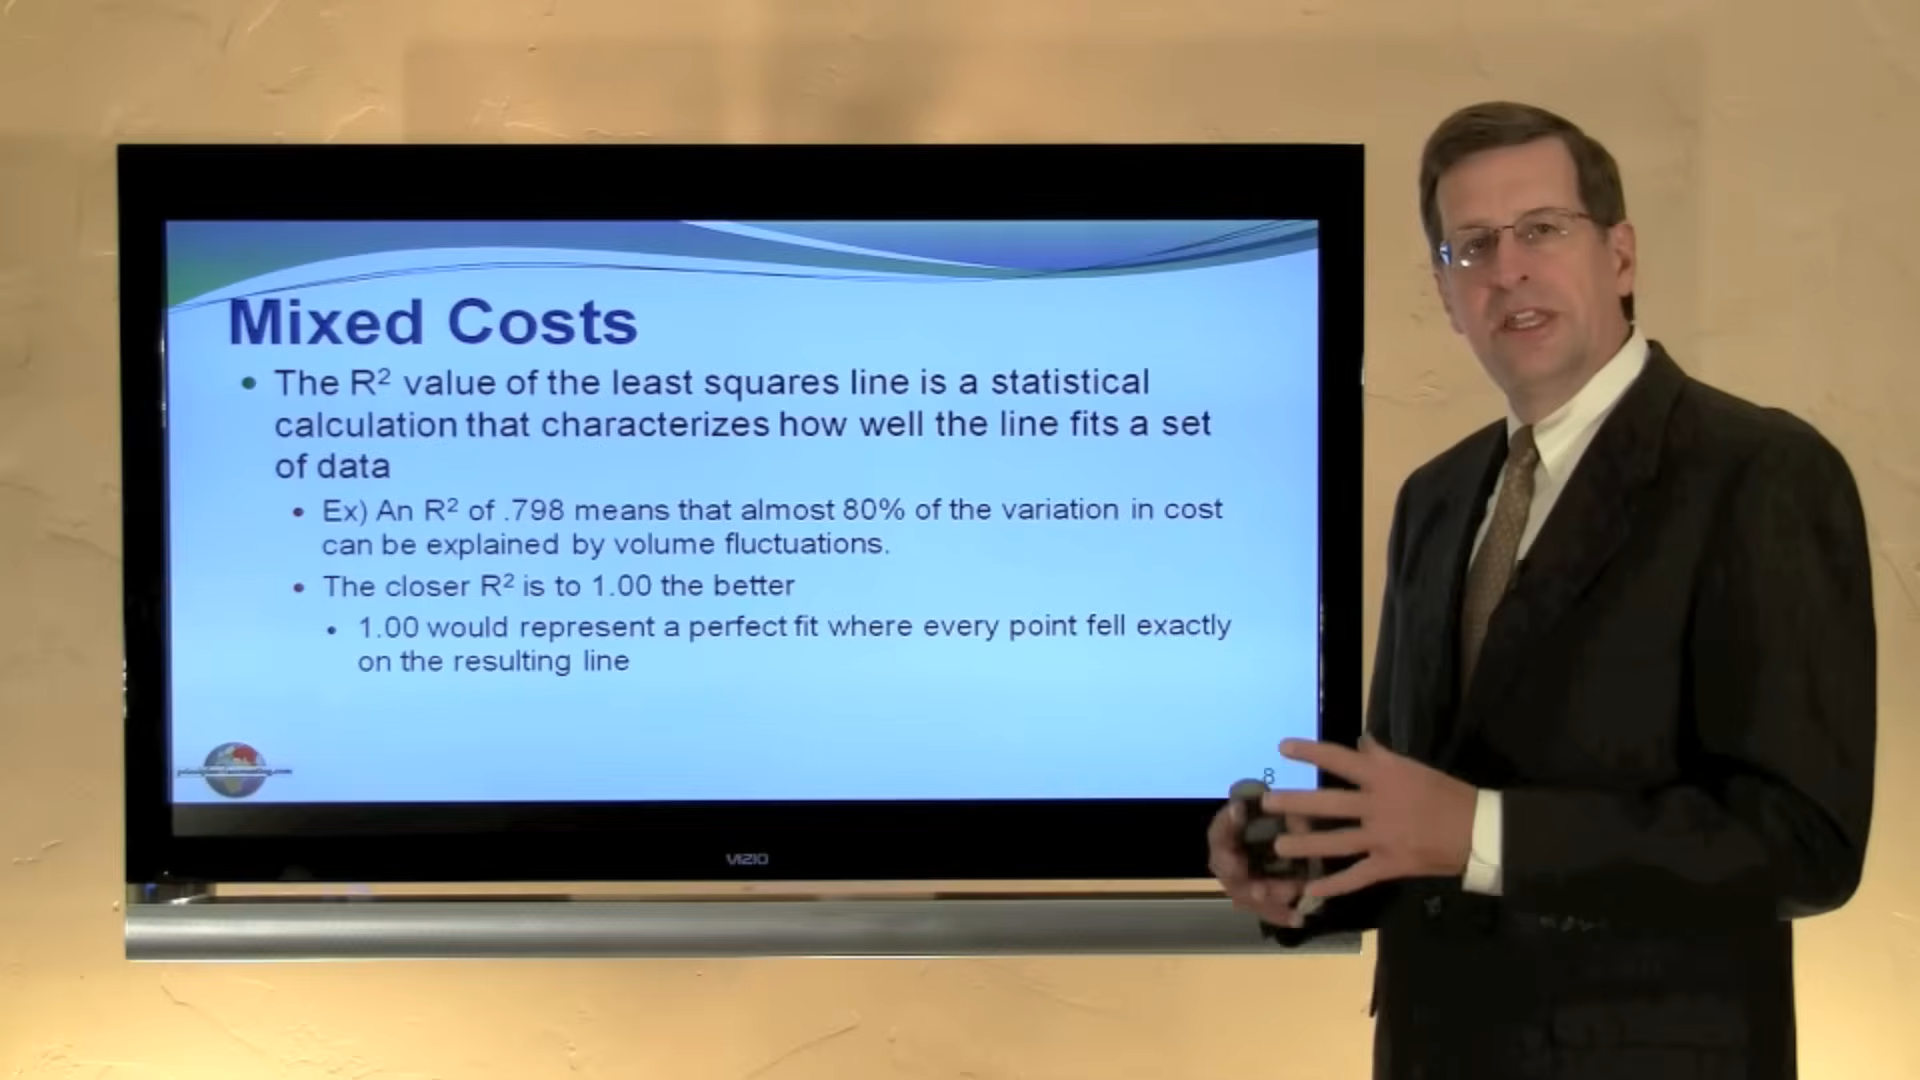 Mixed Costs
• The R² value of the least squares line is a statistical
calculation that characterizes how well the line fits a set
of data
• Ex) An R² of .798 means that almost 80% of the variation in cost
can be explained by volume fluctuations.
• The closer R² is to 1.00 the better
• 1.00 would represent a perfect fit where every point fell exactly
on the resulting line
8
VIZIO